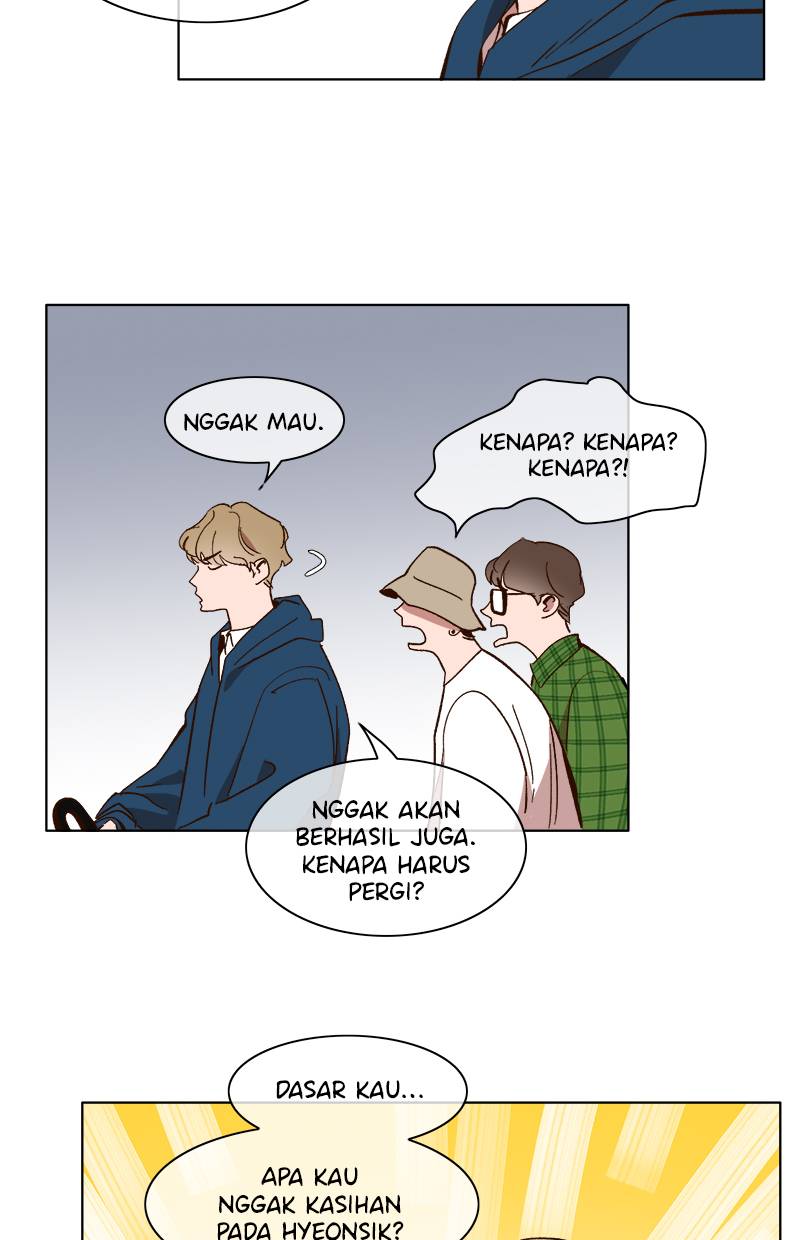 NGGAK MAU.
KENAPA? KENAPA?
KENAPA?!
NGGAK AKAN
BERHASIL JUGA.
KENAPA HARUS
PERGI?
DASAR KAU...
APA KAU
NGGAK KASIHAN
PADA HYEONSIK?